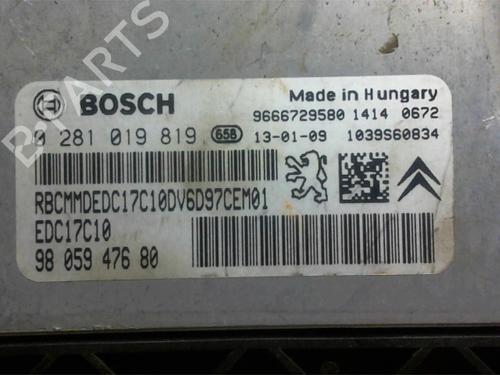 B-PARTS
BOSCH
Made in Hungary
9666729580 1414 0672
0 281 019 819 658 13-01-09 1039S60834
RBCMMDEDC17C10DV6D97CEM01
EDC17C10
98 059 476 80